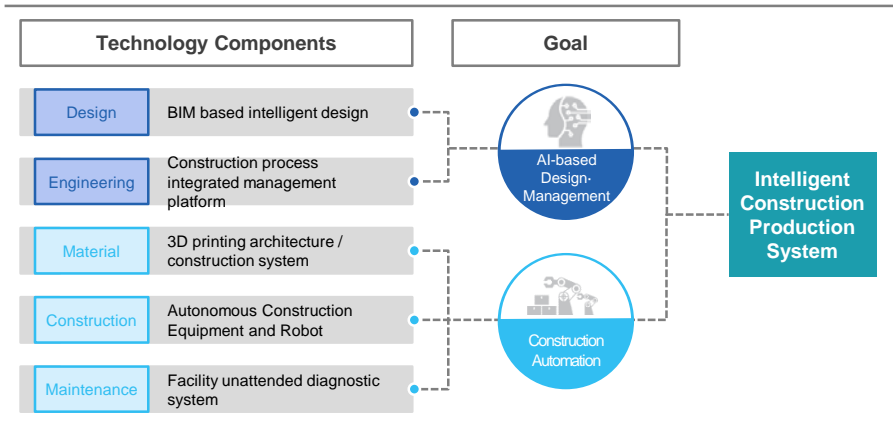 Technology Components
Goal
Design
BIM based intelligent design
Engineering
Construction process
integrated management
platform
Material
3D printing architecture /
construction system
Construction
Autonomous Construction
Equipment and Robot
Maintenance
Facility unattended diagnostic
system
AI-based
Design·
Management
Construction
Automation
Intelligent
Construction
Production
System